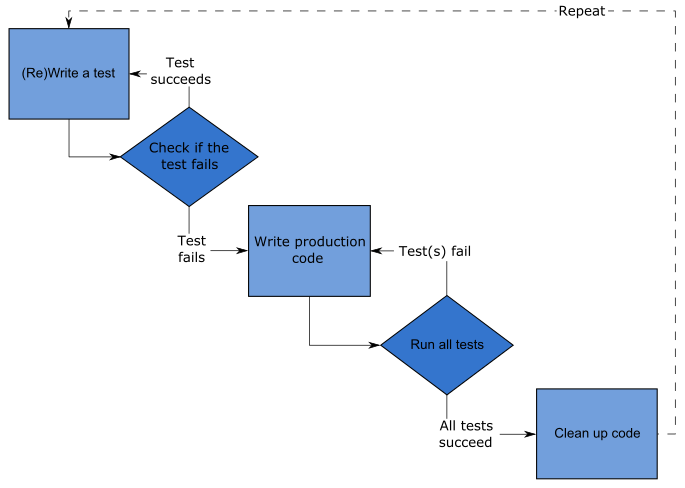 Repeat
(Re)Write a test
Test
succeeds
Check if the
test fails
Test
fails
Write production
code
Test(s) fail
Run all tests
All tests
succeed
Clean up code